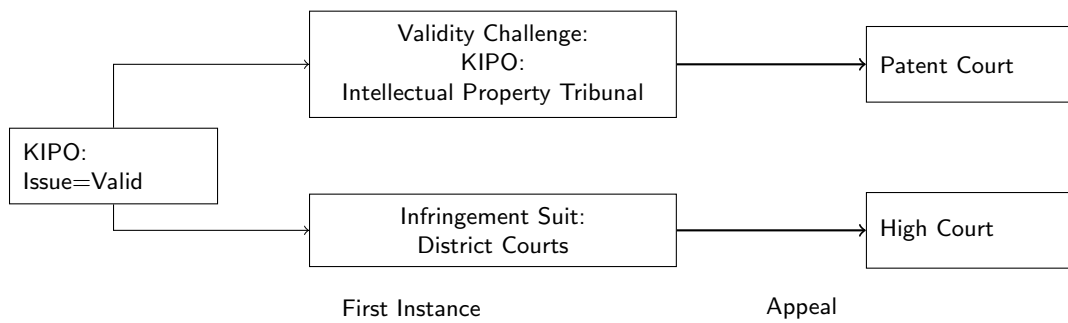 Validity Challenge:
KIPO:
Intellectual Property Tribunal
Patent Court
KIPO:
Issue=Valid
Infringement Suit:
District Courts
High Court
First Instance
Appeal